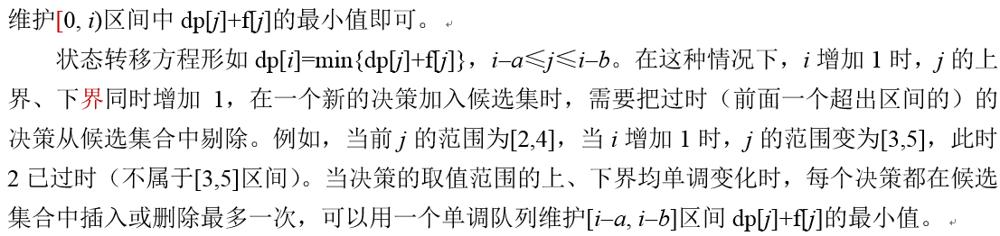 维护[0, i)区间中 dp[j]+f[j]的最小值即可。
状态转移方程形如 dp[i]=min{dp[j]+f[j]}，i–a≤j≤i–b。在这种情况下，i 增加 1 时，j 的上
界、下界同时增加 1，在一个新的决策加入候选集时，需要把过时（前面一个超出区间的）的
决策从候选集合中剔除。例如，当前 j 的范围为[2,4]，当 i 增加 1 时，j 的范围变为[3,5]，此时
2 已过时（不属于[3,5]区间）。当决策的取值范围的上、下界均单调变化时，每个决策都在候选
集合中插入或删除最多一次，可以用一个单调队列维护[i–a, i–b]区间 dp[j]+f[j]的最小值。